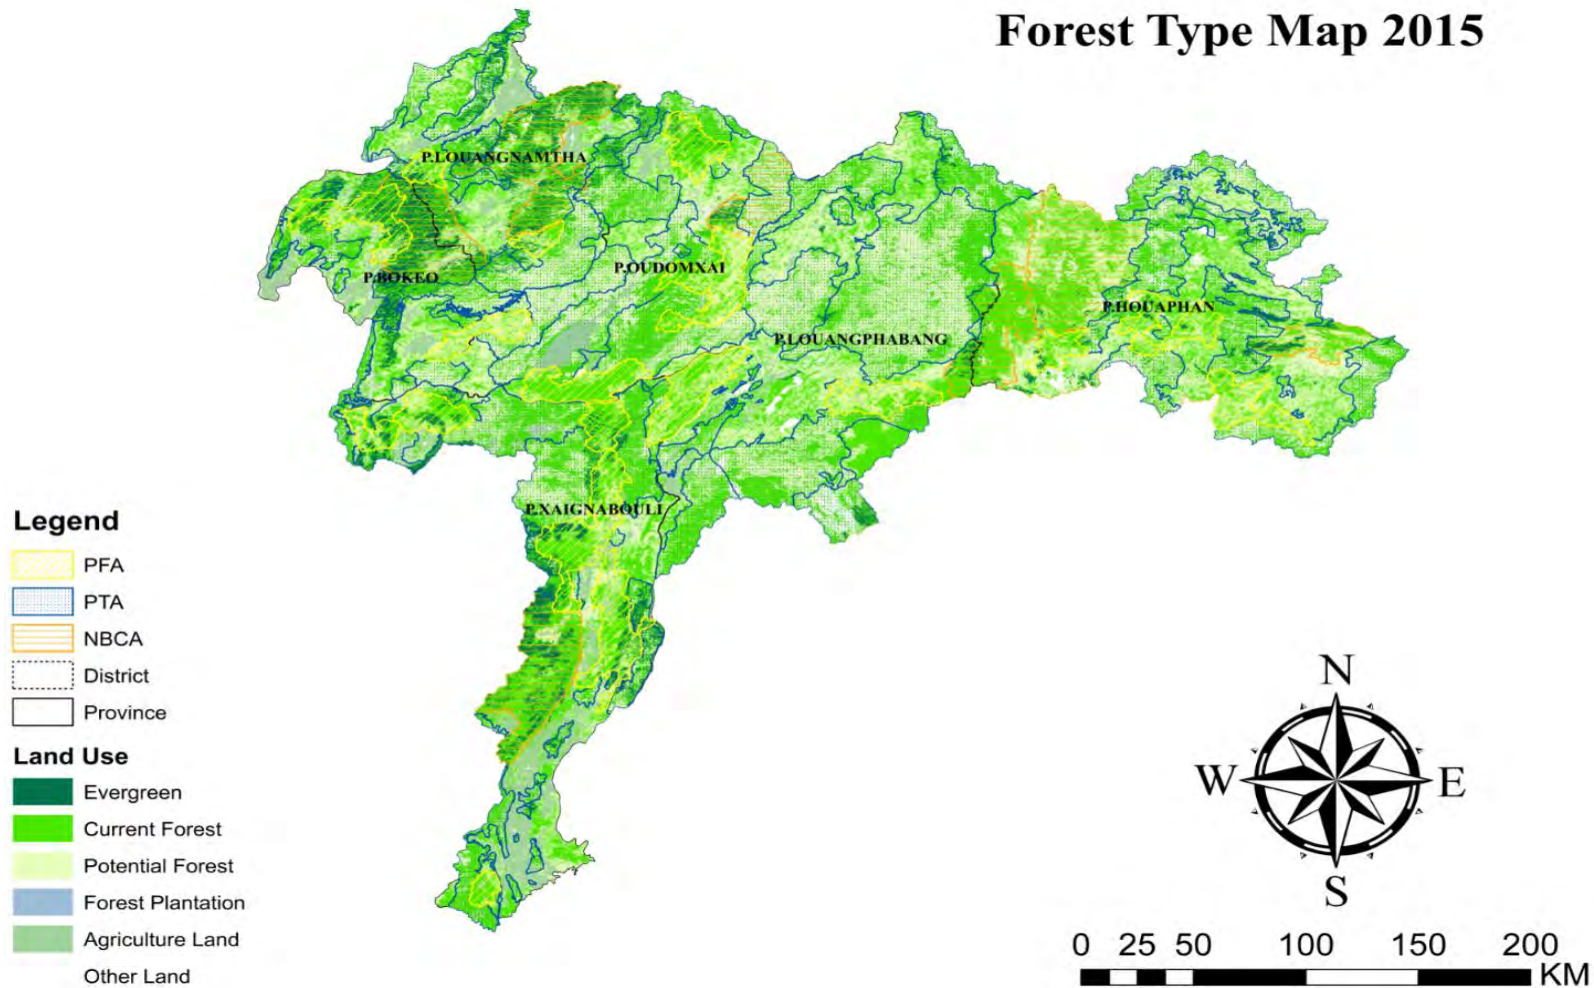 Forest Type Map 2015
P.LOUANGNAMTHA
P.BOKEO
P.OUDOMXAI
P.HOUAPHAN
P.LOUANGPHABANG
P.XAIGNABOULI
Legend
PFA
PTA
NBCA
District
Province
Land Use
Evergreen
Current Forest
Potential Forest
Forest Plantation
Agriculture Land
Other Land
N
W
E
S
0 25 50 100 150 200
KM